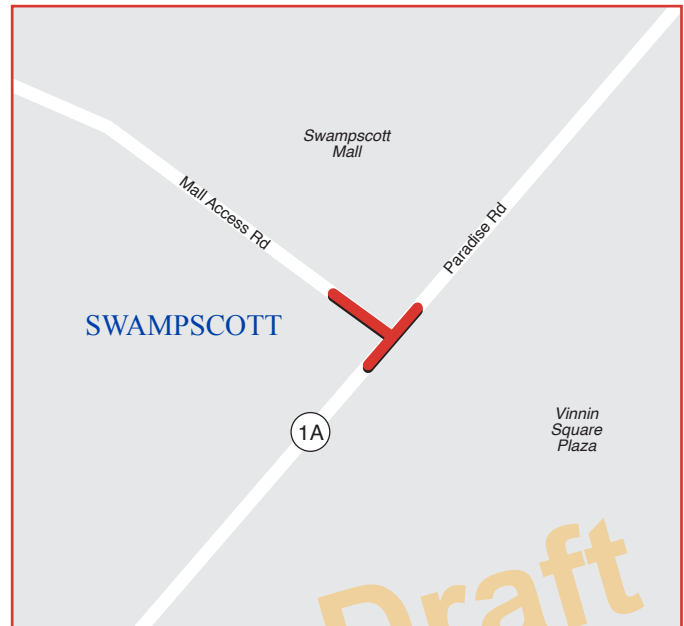 Swampscott
Mall
Mall Access Rd
Paradise Rd
SWAMPSCOTT
1A
Vinnin
Square
Plaza
Draft